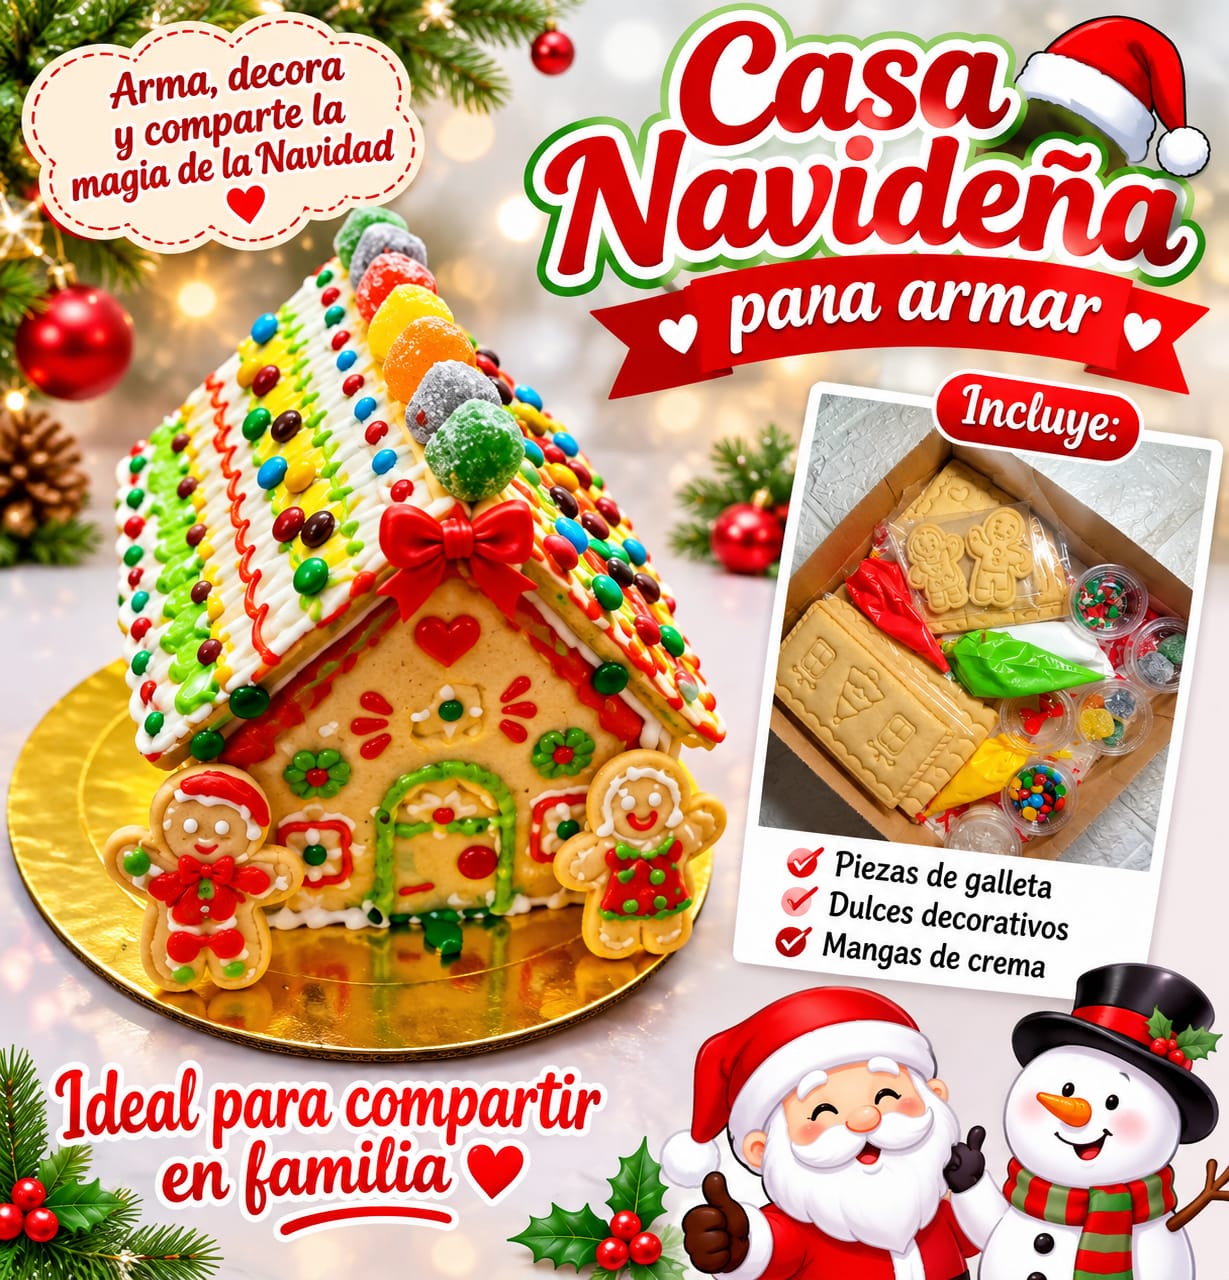 Arma, decora
y comparte la
magia de la Navidad
Casa
Navideña
para armar
Incluye:
Piezas de galleta
Dulces decorativos
Mangas de crema
Ideal para compartir
en familia